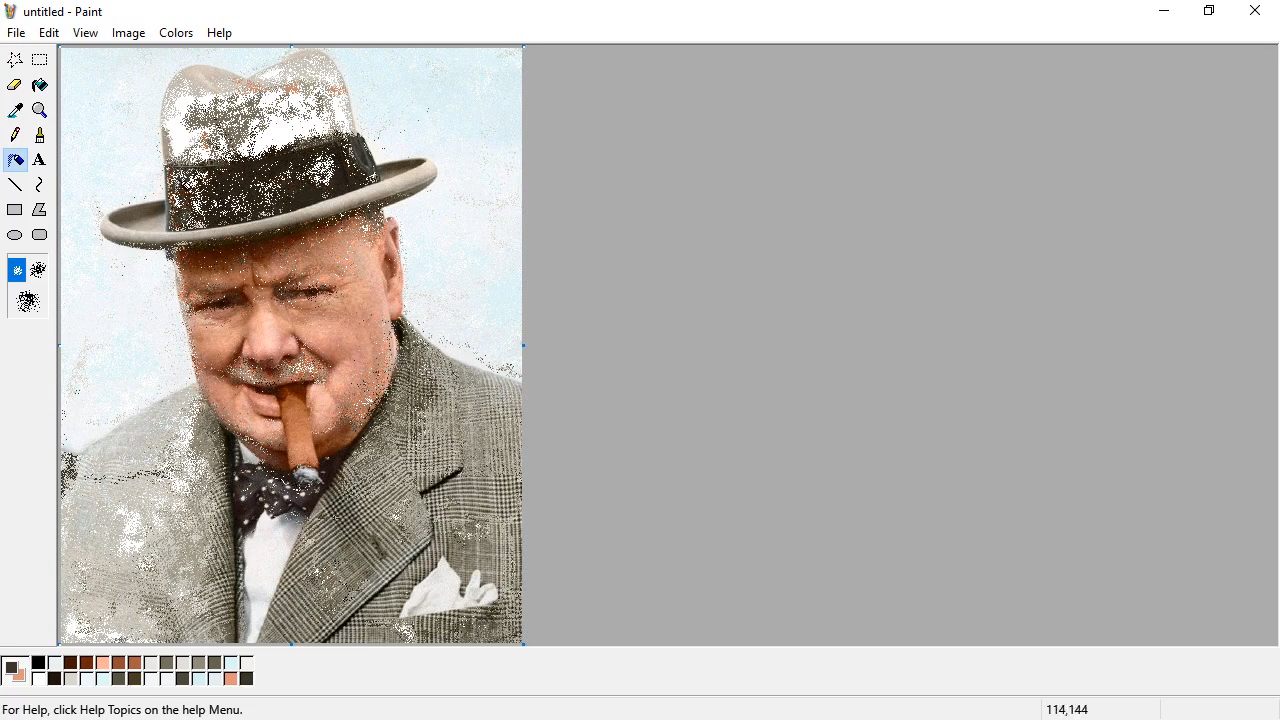 untitled - Paint
File Edit View Image Colors Help
A
For Help, click Help Topics on the help Menu.
114,144